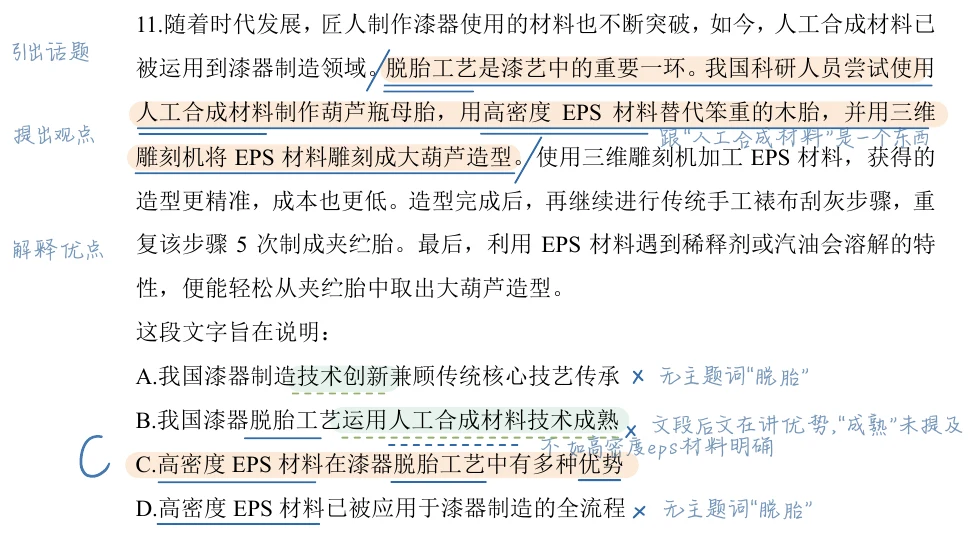 11.随着时代发展，匠人制作漆器使用的材料也不断突破，如今，人工合成材料已
引出话题
被运用到漆器制造领域。脱胎工艺是漆艺中的重要一环。我国科研人员尝试使用
人工合成材料制作葫芦瓶母胎，用高密度 EPS 材料替代笨重的木胎，并用三维
提出观点
跟“人工合成材料”是一个东西
雕刻机将 EPS 材料雕刻成大葫芦造型。使用三维雕刻机加工 EPS 材料，获得的
造型更精准，成本也更低。造型完成后，再继续进行传统手工裱布刮灰步骤，重
解释优点
复该步骤 5 次制成夹纻胎。最后，利用 EPS 材料遇到稀释剂或汽油会溶解的特
性，便能轻松从夹纻胎中取出大葫芦造型。
这段文字旨在说明：
A.我国漆器制造技术创新兼顾传统核心技艺传承 × 无主题词“脱胎”
B.我国漆器脱胎工艺运用人工合成材料技术成熟 × 文段后文在讲优势，“成熟”未提及
不如高密度eps材料明确
C
C.高密度 EPS 材料在漆器脱胎工艺中有多种优势
D.高密度 EPS 材料已被应用于漆器制造的全流程 × 无主题词“脱胎”